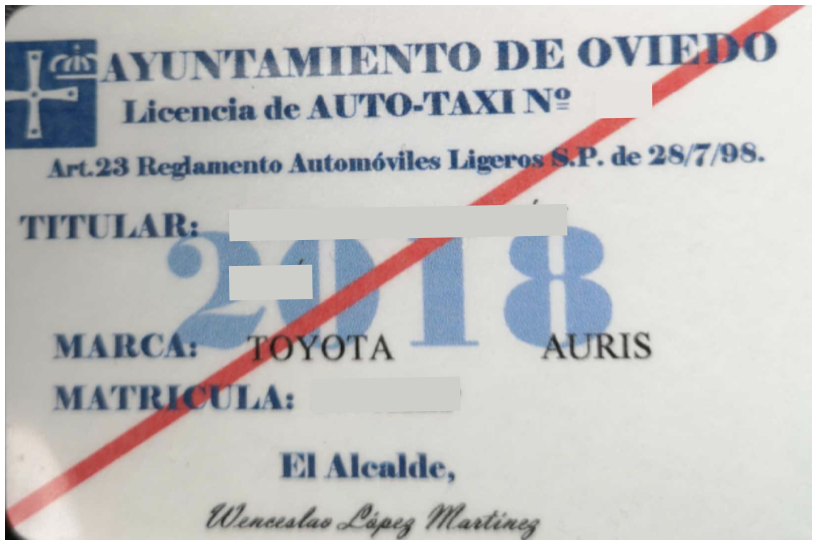 AYUNTAMIENTO DE OVIEDO
Licencia de AUTO-TAXI Nº
Art.23 Reglamento Automóviles Ligeros S.P. de 28/7/98.
TITULAR:
2018
MARCA: TOYOTA AURIS
MATRICULA:
El Alcalde,
Wenceslao López Martínez